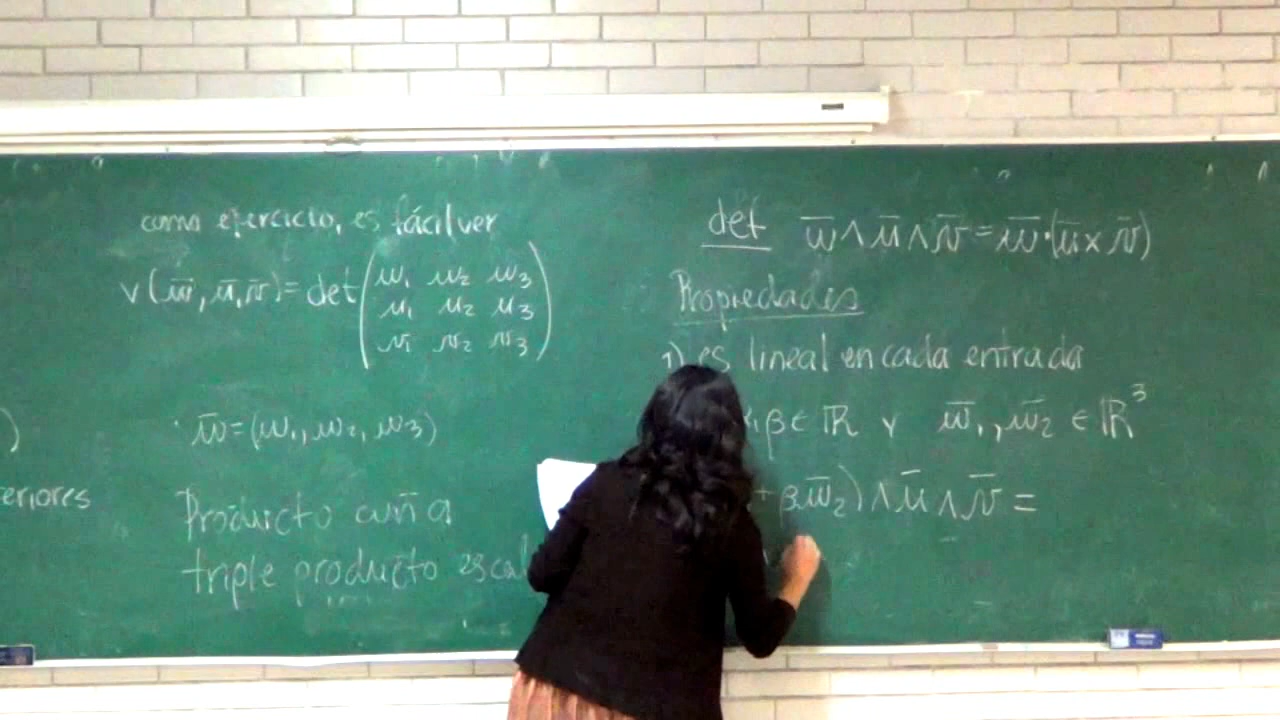 como ejercicio, es fácil ver
v(w̄, ū, v̄) = det ( w₁ w₂ w₃
u₁ u₂ u₃
v₁ v₂ v₃ )
w̄ = (w₁, w₂, w₃)
eriores
Producto cuña
triple producto escal
det w̄ ∧ ū ∧ v̄ = w̄ · (ū × v̄)
Propiedades
1) es lineal en cada entrada
, β ∈ ℝ y w̄₁, w̄₂ ∈ ℝ³
+ βw̄₂) ∧ ū ∧ v̄ =